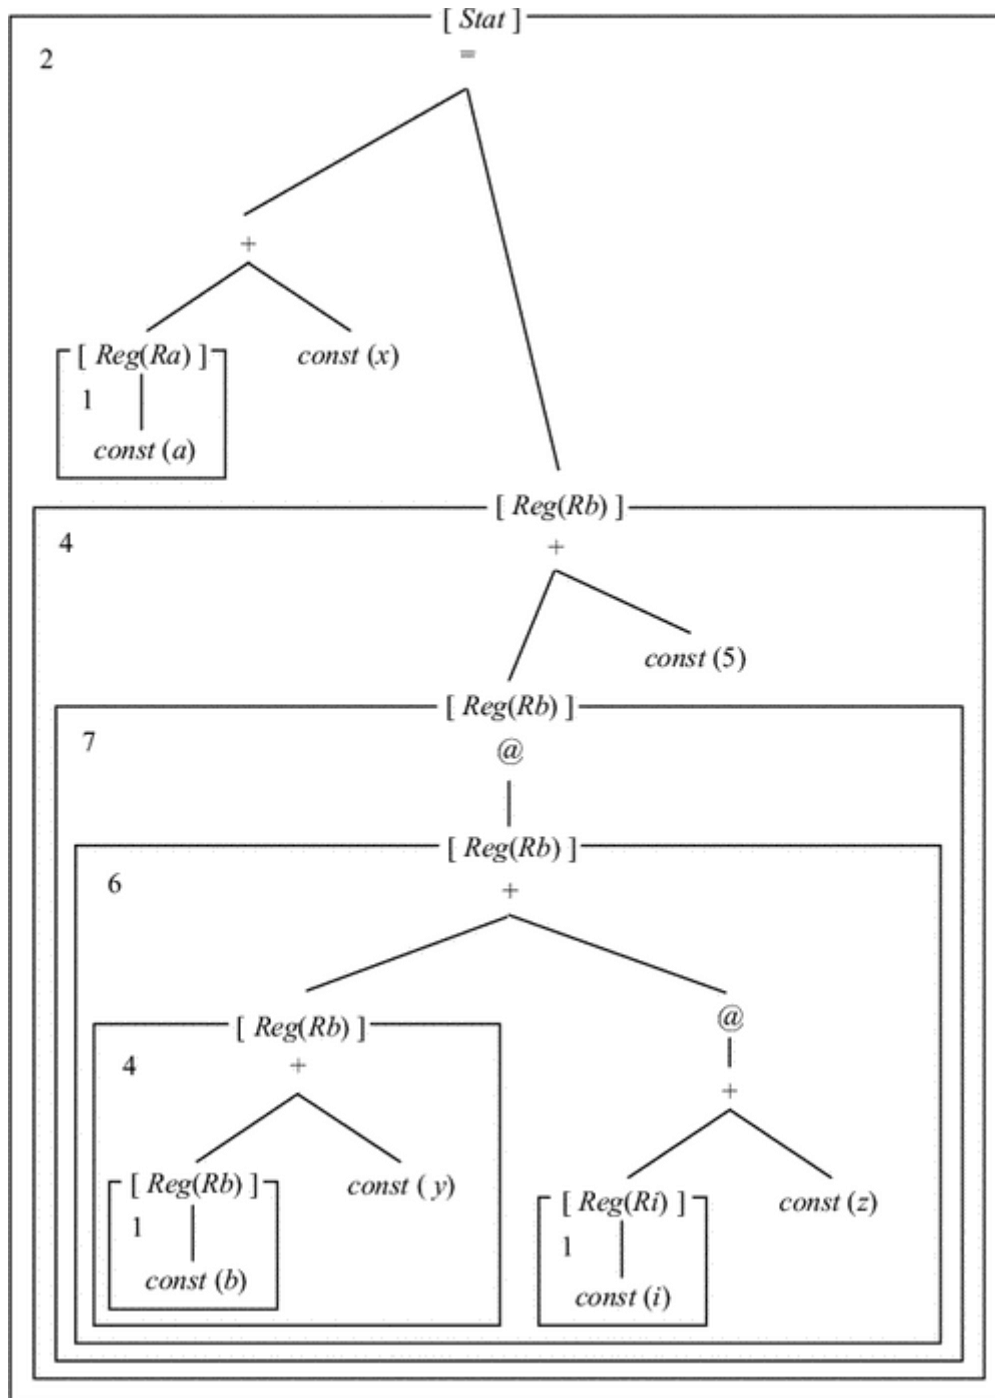 [ Stat ]
2
=
+
[ Reg(Ra) ] const (x)
1
const (a)
[ Reg(Rb) ]
4
+
const (5)
[ Reg(Rb) ]
7
@
[ Reg(Rb) ]
6
+
[ Reg(Rb) ] @
4 +
+
[ Reg(Rb) ] const ( y) [ Reg(Ri) ] const (z)
1 1
const (b) const (i)